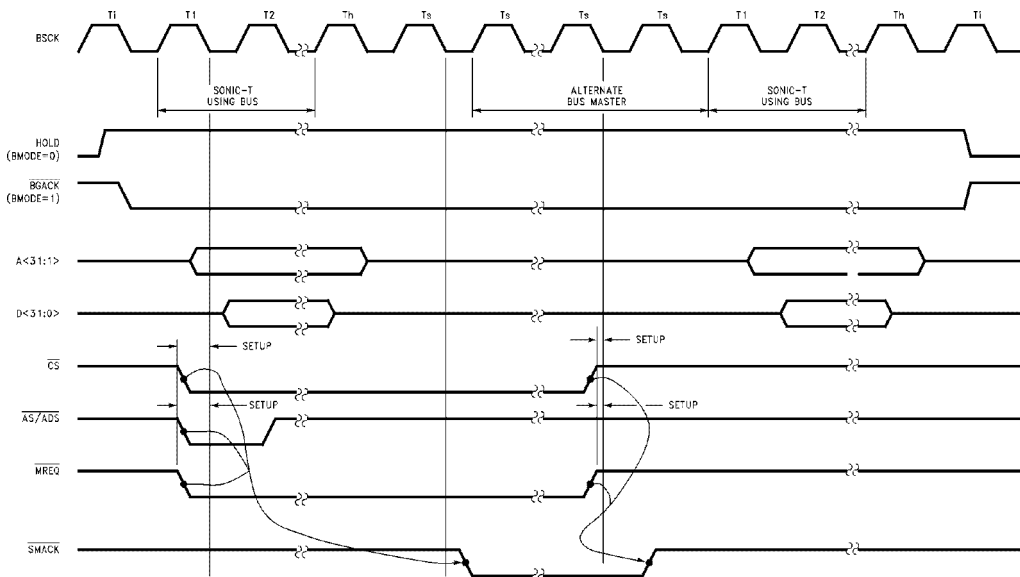 Ti T1 T2 Th Ts Ts Ts Ts T1 T2 Th Ti
BSCK
SONIC-T
USING BUS
ALTERNATE
BUS MASTER
SONIC-T
USING BUS
HOLD
(BMODE=0)
BGACK
(BMODE=1)
A<31:1>
D<31:0>
SETUP
SETUP
CS
SETUP
SETUP
AS/ADS
MREQ
SMACK